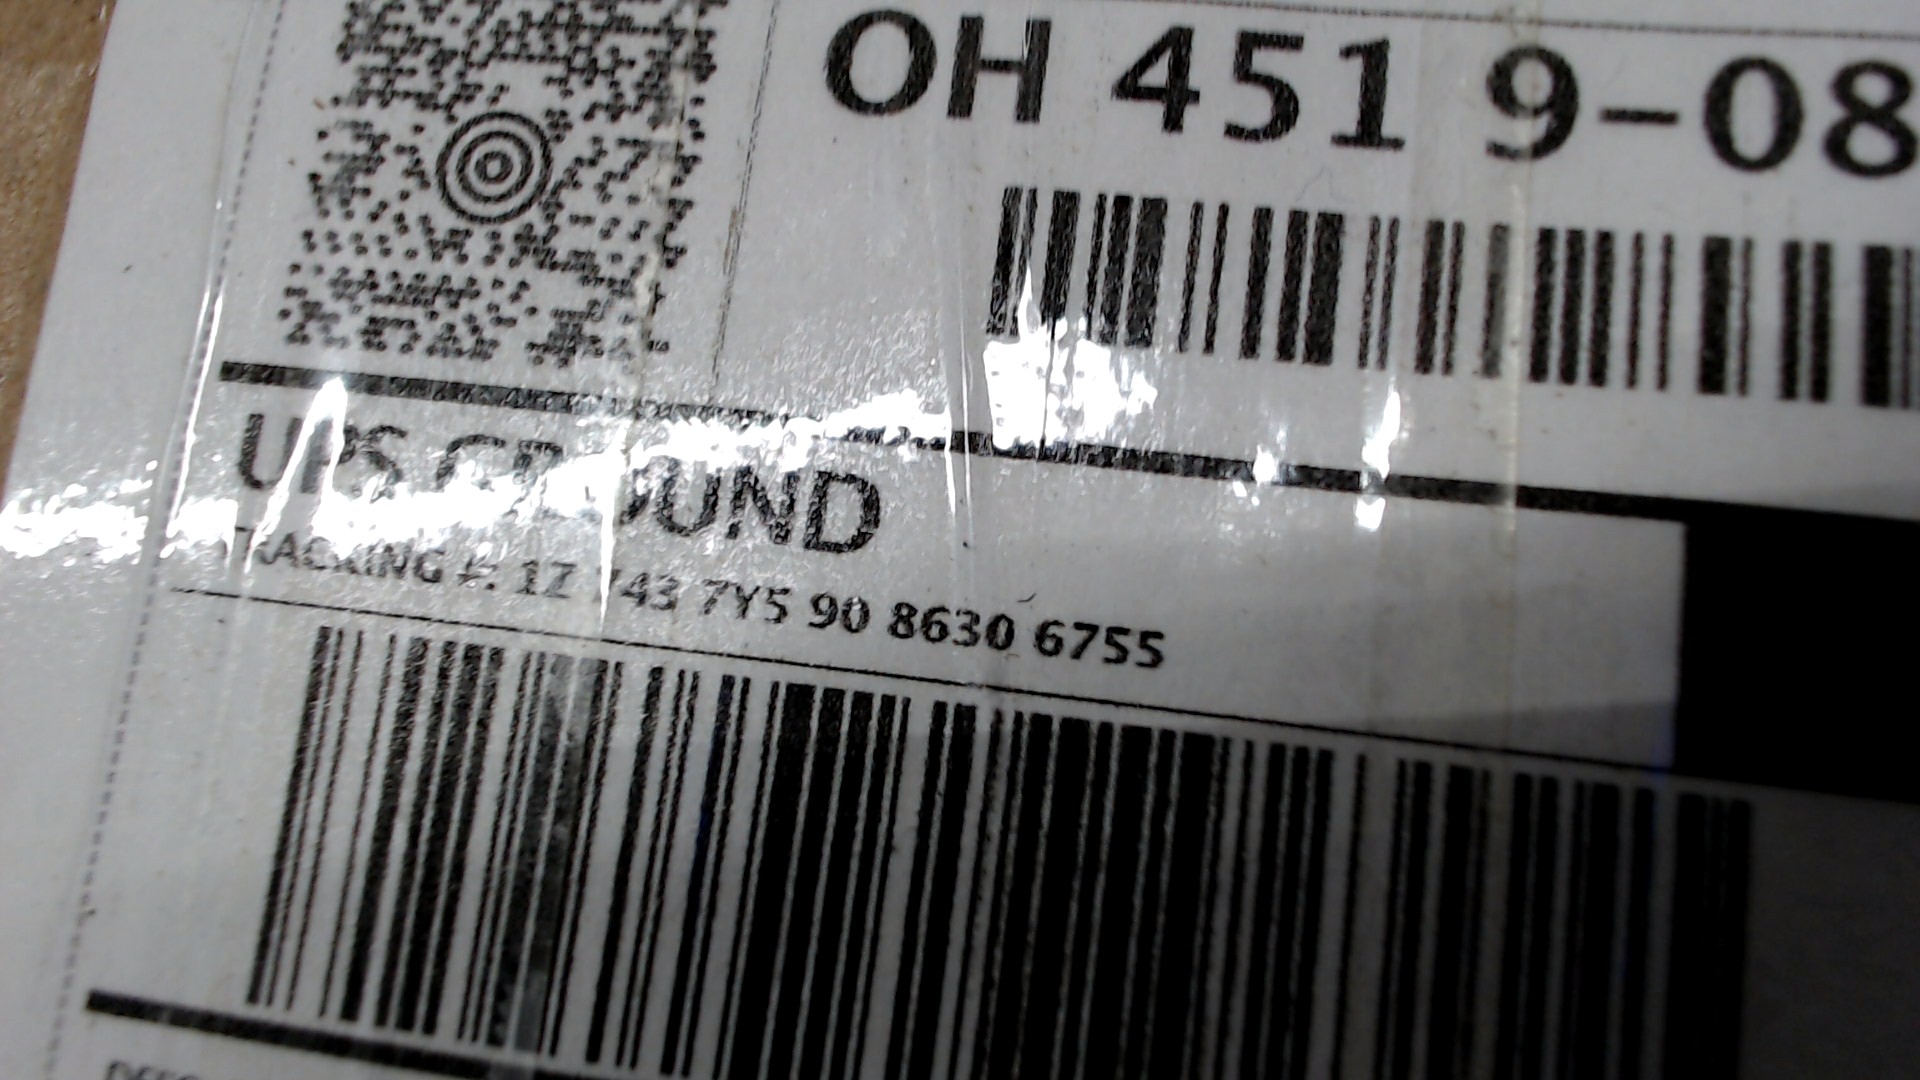 OH 451 9-08
UPS GROUND
TRACKING #: 1Z 743 7Y5 90 8630 6755